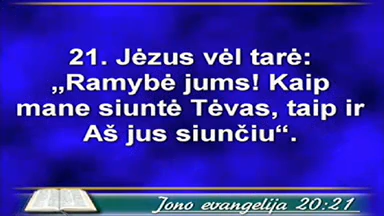 21. Jėzus vėl tarė:
„Ramybė jums! Kaip
mane siuntė Tėvas, taip ir
Aš jus siunčiu“.
Jono evangelija 20:21